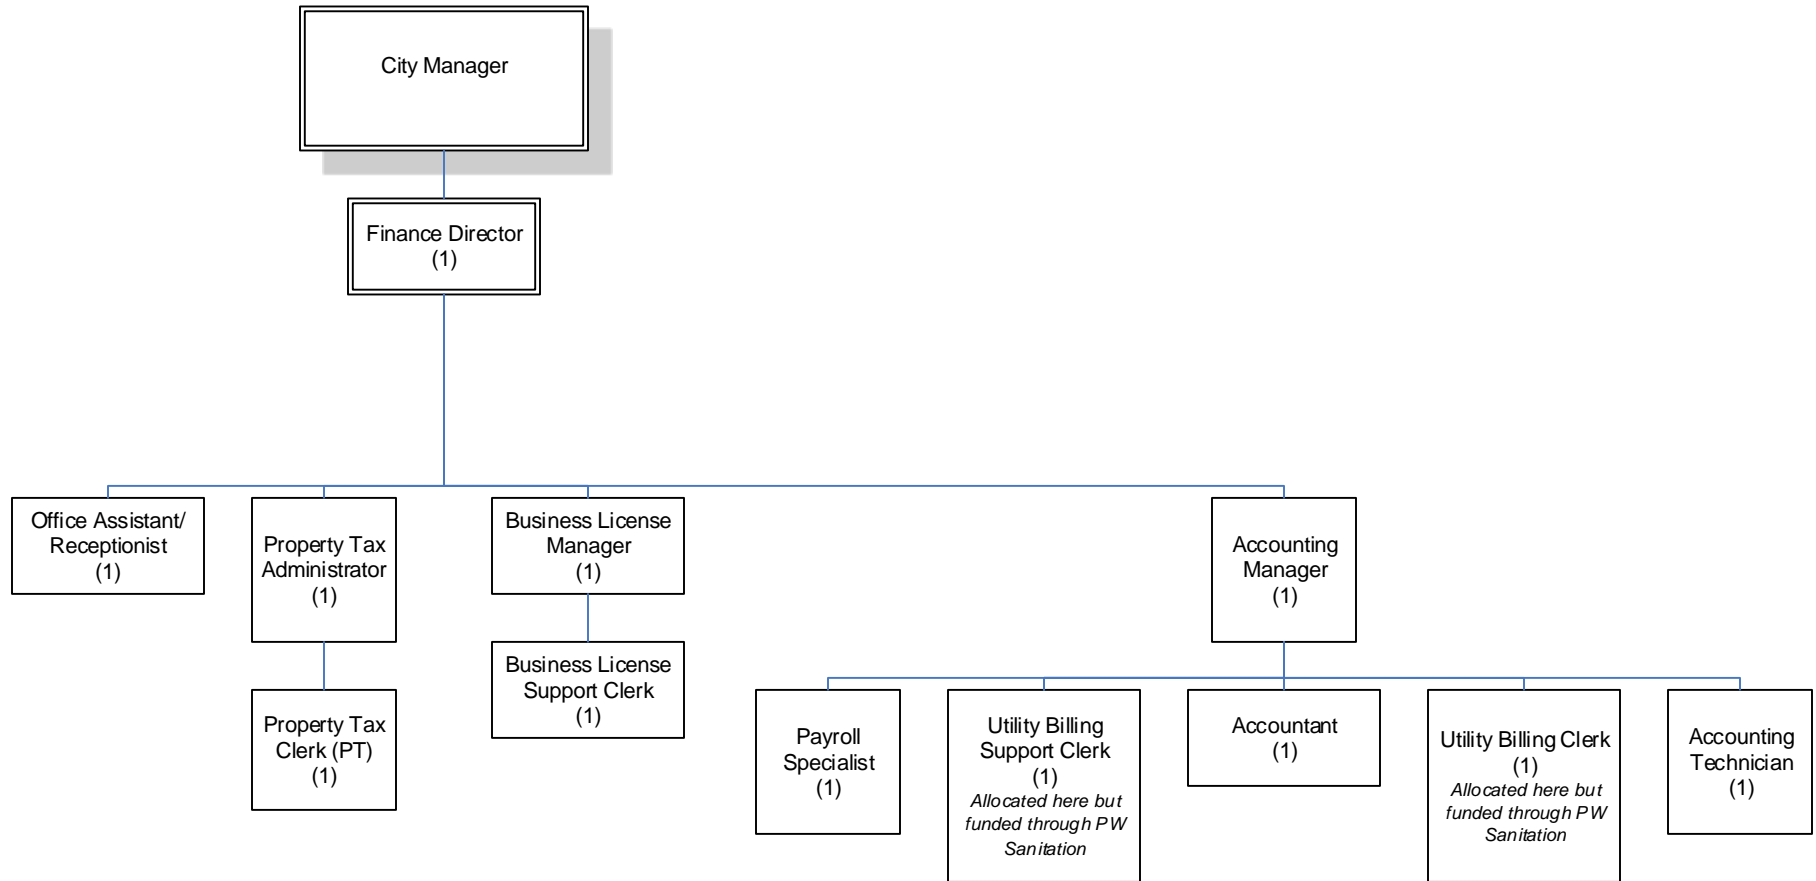 City Manager
Finance Director
(1)
Office Assistant/
Receptionist
(1)
Property Tax
Administrator
(1)
Business License
Manager
(1)
Accounting
Manager
(1)
Property Tax
Clerk (PT)
(1)
Business License
Support Clerk
(1)
Payroll
Specialist
(1)
Utility Billing
Support Clerk
(1)
Allocated here but
funded through PW
Sanitation
Accountant
(1)
Utility Billing Clerk
(1)
Allocated here but
funded through PW
Sanitation
Accounting
Technician
(1)